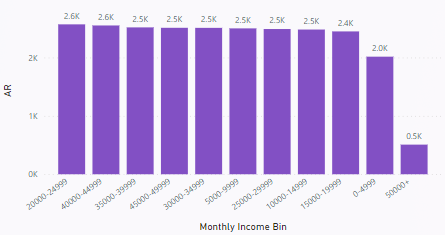 2.6K 2.6K 2.5K 2.5K 2.5K 2.5K 2.5K 2.5K 2.4K 2.0K 0.5K
2K
1K
0K
AR
20000-24999 40000-44999 35000-39999 45000-49999 30000-34999 5000-9999 25000-29999 10000-14999 15000-19999 0-4999 50000+
Monthly Income Bin